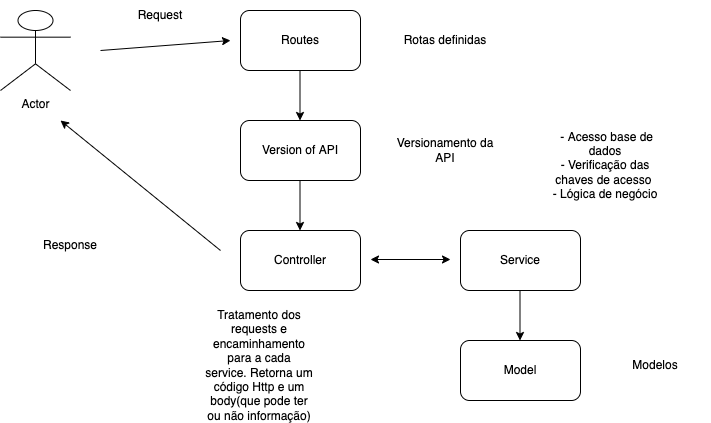 Request
Routes
Rotas definidas
Actor
Version of API
Versionamento da
API
- Acesso base de
dados
- Verificação das
chaves de acesso
- Lógica de negócio
Response
Controller
Service
Tratamento dos
requests e
encaminhamento
para a cada
service. Retorna um
código Http e um
body(que pode ter
ou não informação)
Model
Modelos